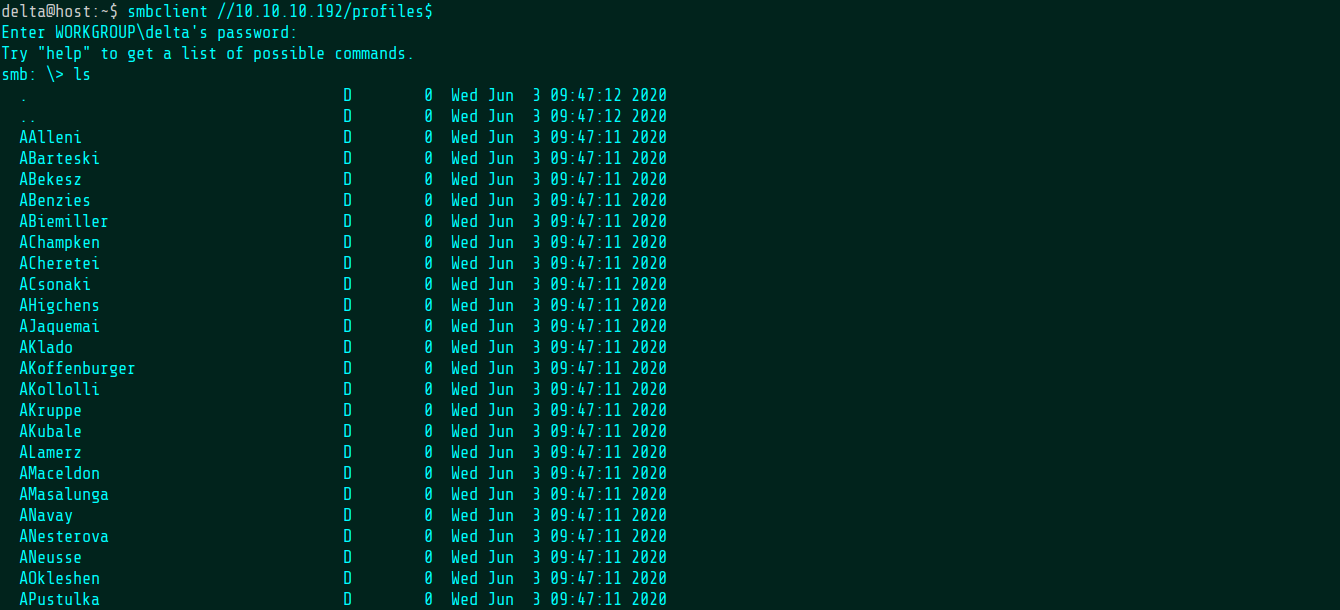 delta@host:~$ smbclient //10.10.10.192/profiles$
Enter WORKGROUP\delta's password:
Try "help" to get a list of possible commands.
smb: \> ls
. D 0 Wed Jun 3 09:47:12 2020
.. D 0 Wed Jun 3 09:47:12 2020
AAlleni D 0 Wed Jun 3 09:47:11 2020
ABarteski D 0 Wed Jun 3 09:47:11 2020
ABekesz D 0 Wed Jun 3 09:47:11 2020
ABenzies D 0 Wed Jun 3 09:47:11 2020
ABiemiller D 0 Wed Jun 3 09:47:11 2020
AChampken D 0 Wed Jun 3 09:47:11 2020
ACheretei D 0 Wed Jun 3 09:47:11 2020
ACsonaki D 0 Wed Jun 3 09:47:11 2020
AHigchens D 0 Wed Jun 3 09:47:11 2020
AJaquemai D 0 Wed Jun 3 09:47:11 2020
AKlado D 0 Wed Jun 3 09:47:11 2020
AKoffenburger D 0 Wed Jun 3 09:47:11 2020
AKollolli D 0 Wed Jun 3 09:47:11 2020
AKruppe D 0 Wed Jun 3 09:47:11 2020
AKubale D 0 Wed Jun 3 09:47:11 2020
ALamerz D 0 Wed Jun 3 09:47:11 2020
AMaceldon D 0 Wed Jun 3 09:47:11 2020
AMasalunga D 0 Wed Jun 3 09:47:11 2020
ANavay D 0 Wed Jun 3 09:47:11 2020
ANesterova D 0 Wed Jun 3 09:47:11 2020
ANeusse D 0 Wed Jun 3 09:47:11 2020
AOkleshen D 0 Wed Jun 3 09:47:11 2020
APustulka D 0 Wed Jun 3 09:47:11 2020